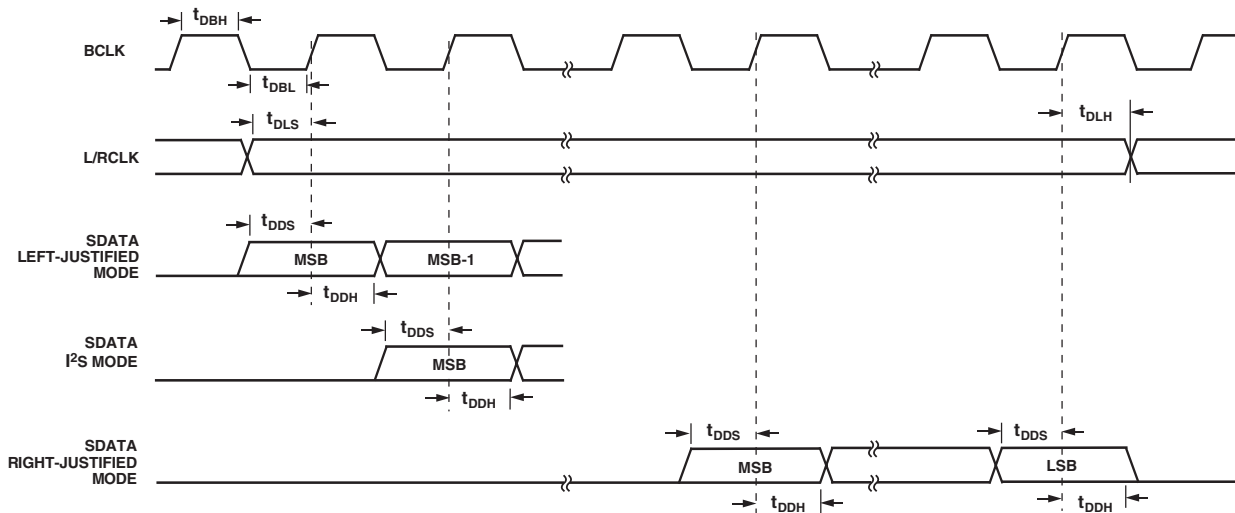 tDBH
BCLK
tDBL
tDLS
tDLH
L/RCLK
tDDS
SDATA
LEFT-JUSTIFIED
MODE
MSB
MSB-1
tDDH
tDDS
SDATA
I²S MODE
MSB
tDDH
SDATA
RIGHT-JUSTIFIED
MODE
tDDS
tDDS
MSB
LSB
tDDH
tDDH